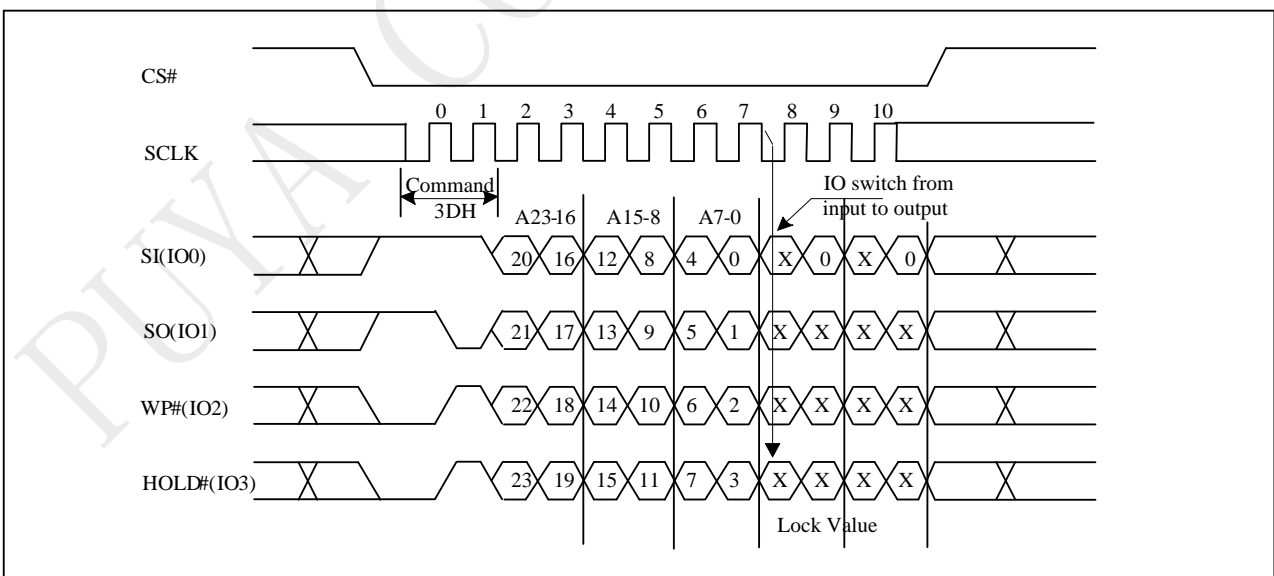 PUYA CO
CS#
0 1 2 3 4 5 6 7 8 9 10
SCLK
Command
3DH
IO switch from
input to output
A23-16 A15-8 A7-0
SI(IO0) 20 16 12 8 4 0 X 0 X 0
SO(IO1) 21 17 13 9 5 1 X X X X
WP#(IO2) 22 18 14 10 6 2 X X X X
HOLD#(IO3) 23 19 15 11 7 3 X X X X
Lock Value